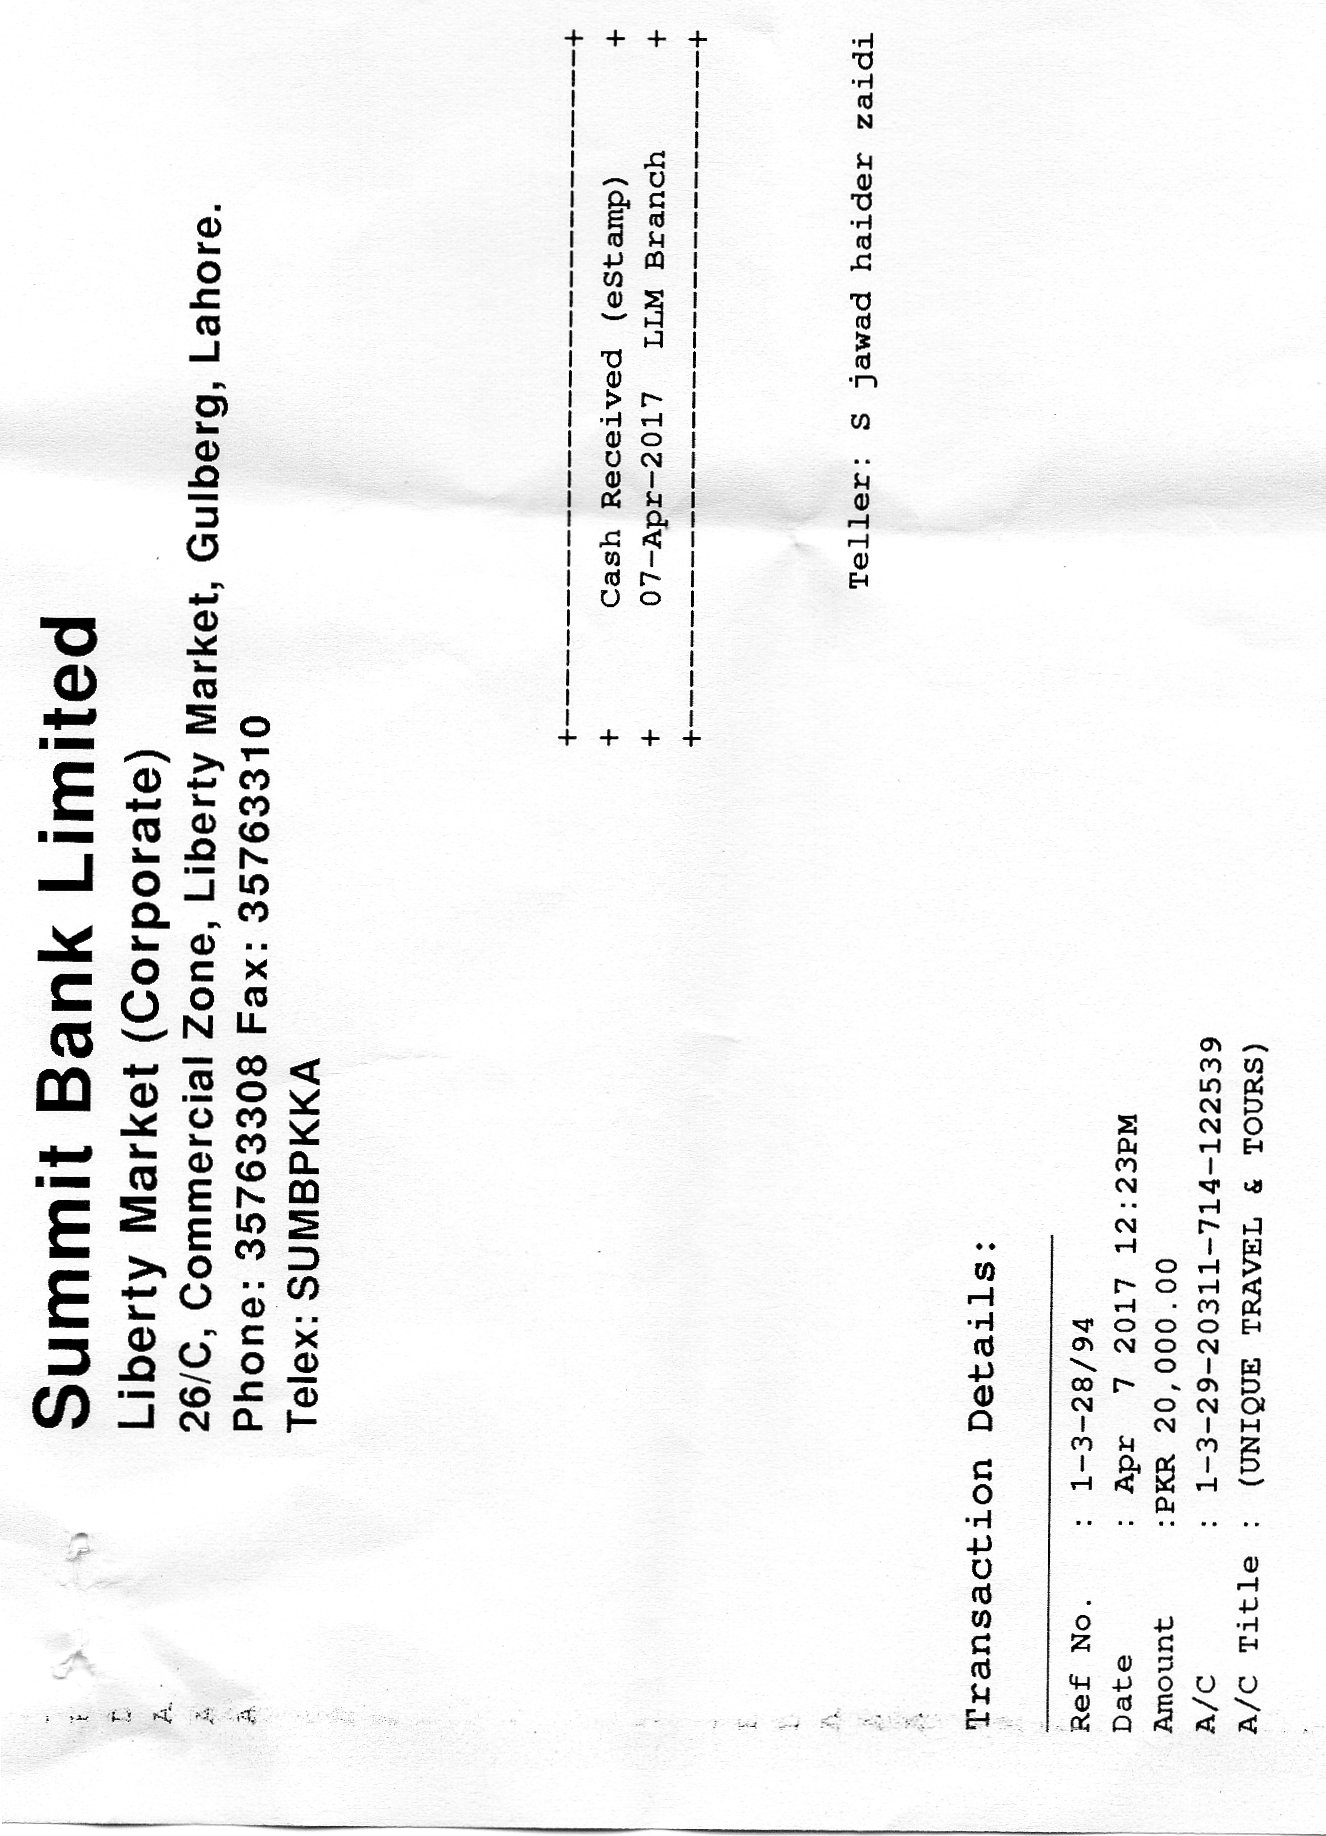 Summit Bank Limited
Liberty Market (Corporate)
26/C, Commercial Zone, Liberty Market, Gulberg, Lahore.
Phone: 35763308 Fax: 35763310
Telex: SUMBPKKA
+-----------------------------------+
+ Cash Received (eStamp) +
+ 07-Apr-2017 LLM Branch +
+-----------------------------------+
Teller: S jawad haider zaidi
Transaction Details:
Ref No. : 1-3-28/94
Date : Apr 7 2017 12:23PM
Amount :PKR 20,000.00
A/C : 1-3-29-20311-714-122539
A/C Title : (UNIQUE TRAVEL & TOURS)